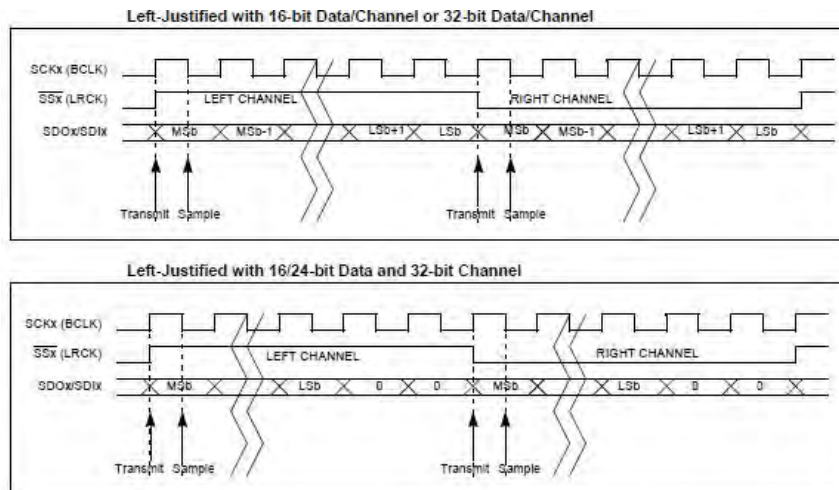 Left-Justified with 16-bit Data/Channel or 32-bit Data/Channel
SCKx (BCLK)
SSx (LRCK) LEFT CHANNEL RIGHT CHANNEL
SDOx/SDIx MSb MSb-1 LSb+1 LSb MSb MSb-1 LSb+1 LSb
Transmit Sample Transmit Sample
Left-Justified with 16/24-bit Data and 32-bit Channel
SCKx (BCLK)
SSx (LRCK) LEFT CHANNEL RIGHT CHANNEL
SDOx/SDIx MSb LSb 0 0 MSb LSb 0 0
Transmit Sample Transmit Sample